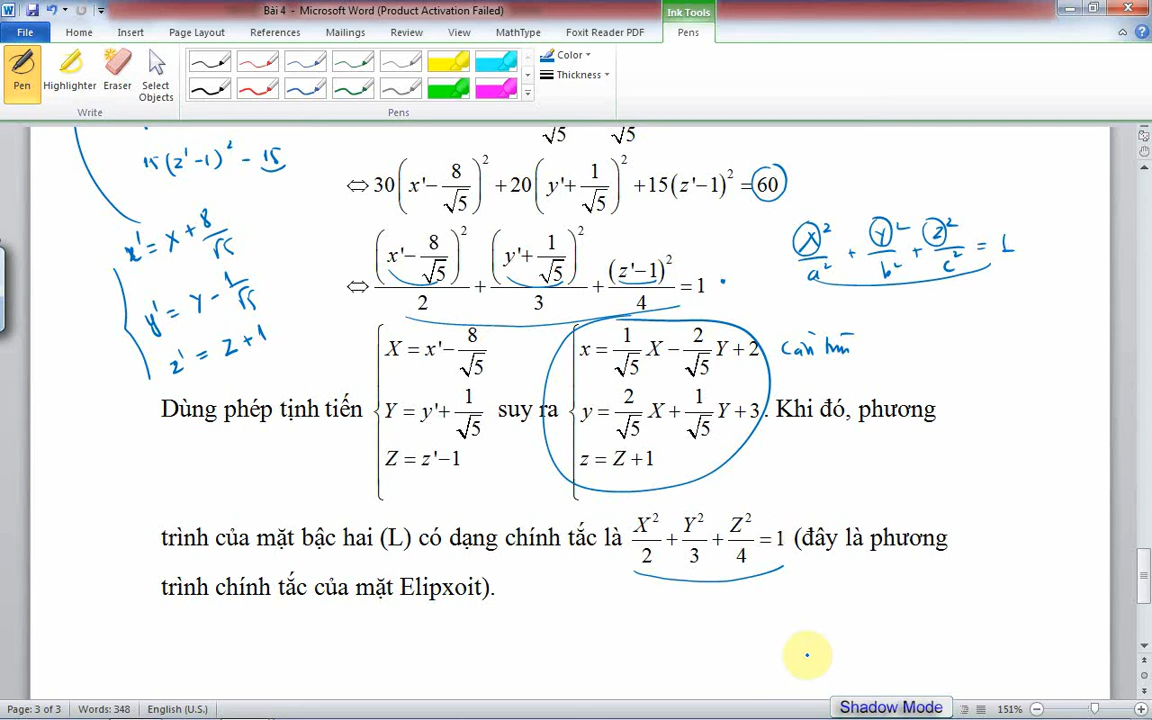 Bài 4 - Microsoft Word (Product Activation Failed)
Ink Tools
File Home Insert Page Layout References Mailings Review View MathType Foxit Reader PDF Pens
Pen Highlighter Eraser Select Objects
Color
Thickness
Write Pens
√5 √5
15(z'-1)² - 15
⇔ 30(x'- 8/√5)² + 20(y'+ 1/√5)² + 15(z'-1)² = 60
x' = X + 8/√5
y' = Y - 1/√5
z' = Z + 1
X²/a² + Y²/b² + Z²/c² = 1
⇔ (x'- 8/√5)²/2 + (y'+ 1/√5)²/3 + (z'-1)²/4 = 1
X = x'- 8/√5
x = 1/√5 X - 2/√5 Y + 2
Dùng phép tịnh tiến Y = y'+ 1/√5 suy ra y = 2/√5 X + 1/√5 Y + 3. Khi đó, phương
Z = z'-1
z = Z + 1
trình của mặt bậc hai (L) có dạng chính tắc là X²/2 + Y²/3 + Z²/4 = 1 (đây là phương
trình chính tắc của mặt Elipxoit).
Page: 3 of 3 Words: 348 English (U.S.) Shadow Mode 151%